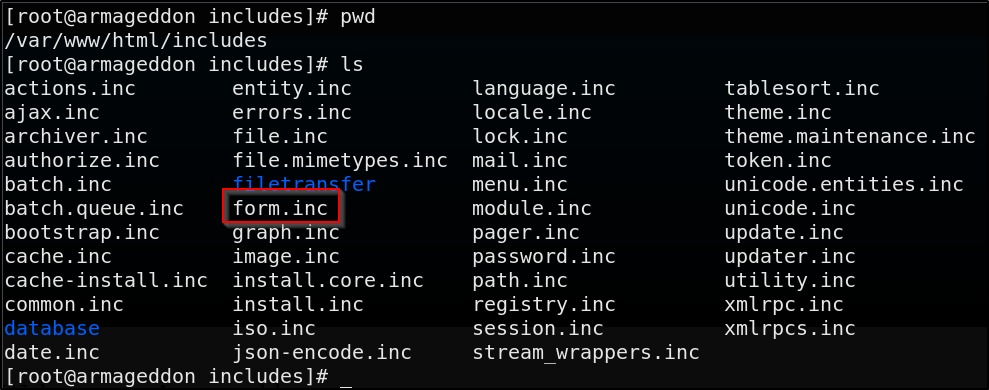 [root@armageddon includes]# pwd
/var/www/html/includes
[root@armageddon includes]# ls
actions.inc        entity.inc         language.inc         tablesort.inc
ajax.inc           errors.inc         locale.inc           theme.inc
archiver.inc       file.inc           lock.inc             theme.maintenance.inc
authorize.inc      file.mimetypes.inc  mail.inc             token.inc
batch.inc          filetransfer       menu.inc             unicode.entities.inc
batch.queue.inc    form.inc           module.inc           unicode.inc
bootstrap.inc      graph.inc          pager.inc            update.inc
cache.inc          image.inc          password.inc         updater.inc
cache-install.inc  install.core.inc   path.inc             utility.inc
common.inc         install.inc        registry.inc         xmlrpc.inc
database           iso.inc            session.inc          xmlrpcs.inc
date.inc           json-encode.inc    stream_wrappers.inc
[root@armageddon includes]# _